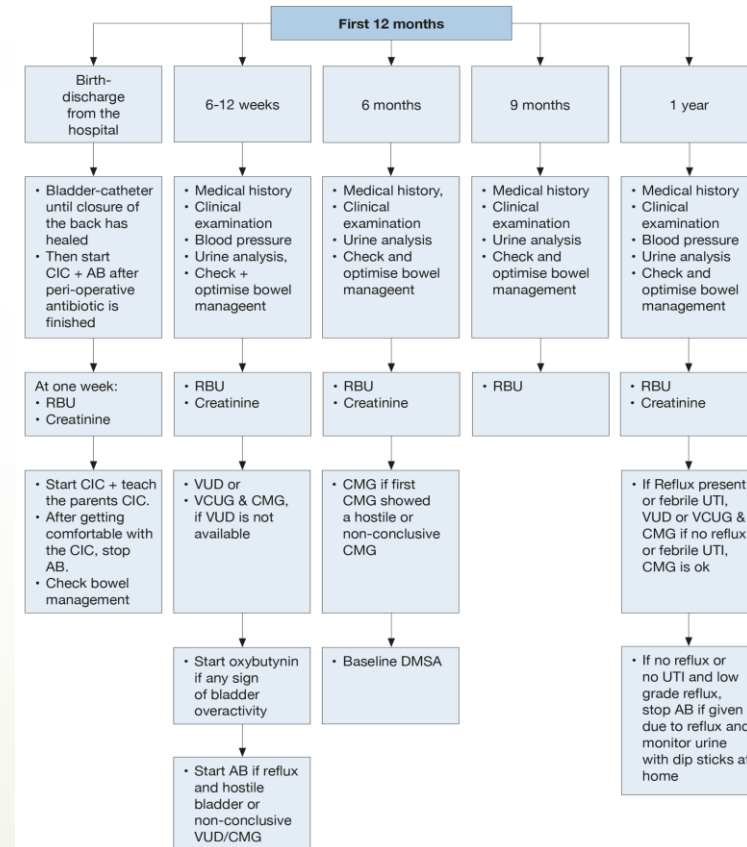 First 12 months
Birth-
discharge
from the
hospital
6-12 weeks
6 months
9 months
1 year
• Bladder-catheter
until closure of
the back has
healed
• Then start
CIC + AB after
peri-operative
antibiotic is
finished
• Medical history
• Clinical
examination
• Blood pressure
• Urine analysis,
• Check +
optimise bowel
manageent
• Medical history,
• Clinical
examination
• Urine analysis
• Check and
optimise bowel
manageent
• Medical history
• Clinical
examination
• Urine analysis
• Check and
optimise bowel
management
• Medical history
• Clinical
examination
• Blood pressure
• Urine analysis
• Check and
optimise bowel
management
At one week:
• RBU
• Creatinine
• RBU
• Creatinine
• RBU
• Creatinine
• RBU
• RBU
• Creatinine
• Start CIC + teach
the parents CIC.
• After getting
comfortable with
the CIC, stop
AB.
• Check bowel
management
• VUD or
• VCUG & CMG,
if VUD is not
available
• CMG if first
CMG showed
a hostile or
non-conclusive
CMG
• If Reflux present
or febrile UTI,
VUD or VCUG &
CMG if no reflux
or febrile UTI,
CMG is ok
• Start oxybutynin
if any sign
of bladder
overactivity
• Baseline DMSA
• If no reflux or
no UTI and low
grade reflux,
stop AB if given
due to reflux and
monitor urine
with dip sticks at
home
• Start AB if reflux
and hostile
bladder or
non-conclusive
VUD/CMG